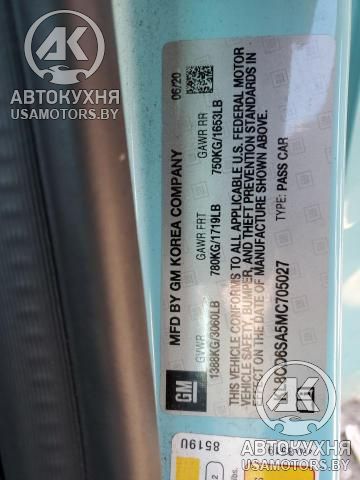 АВТОКУХНЯ
USAMOTORS.BY
MFD BY GM KOREA COMPANY
06/20
GVWR
GAWR FRT
GAWR RR
1388KG/3060LB
780KG/1719LB
750KG/1653LB
THIS VEHICLE CONFORMS TO ALL APPLICABLE U.S. FEDERAL MOTOR
VEHICLE SAFETY, BUMPER, AND THEFT PREVENTION STANDARDS IN
EFFECT ON THE DATE OF MANUFACTURE SHOWN ABOVE.
TYPE: PASS CAR
GM
8519U
АВТОКУХНЯ
USAMOTORS.BY